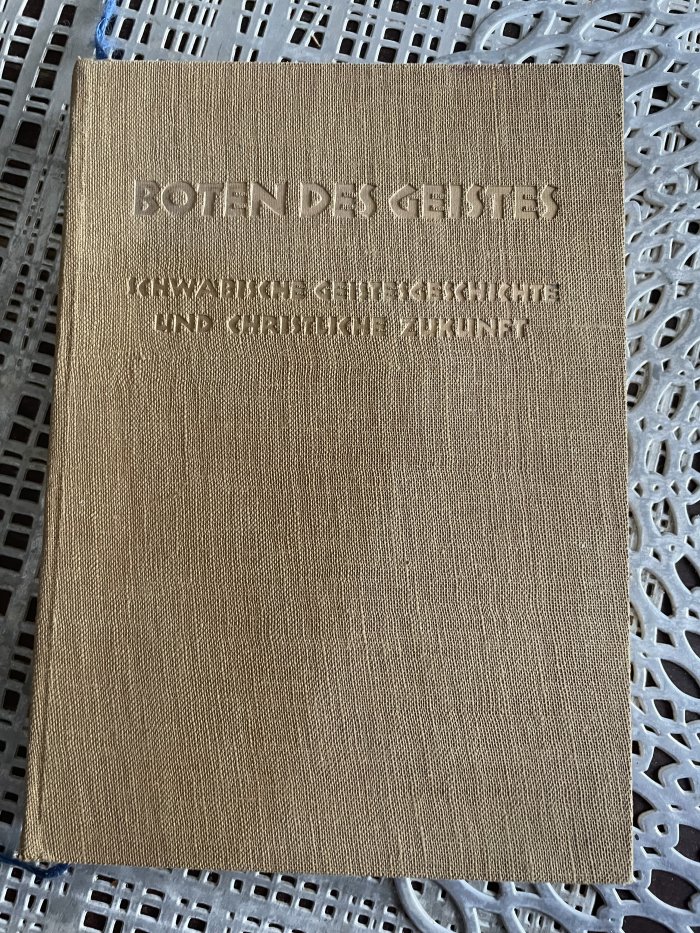 BOTEN DES GEISTES
SCHWÄBISCHE GEISTESGESCHICHTE
UND CHRISTLICHE ZUKUNFT